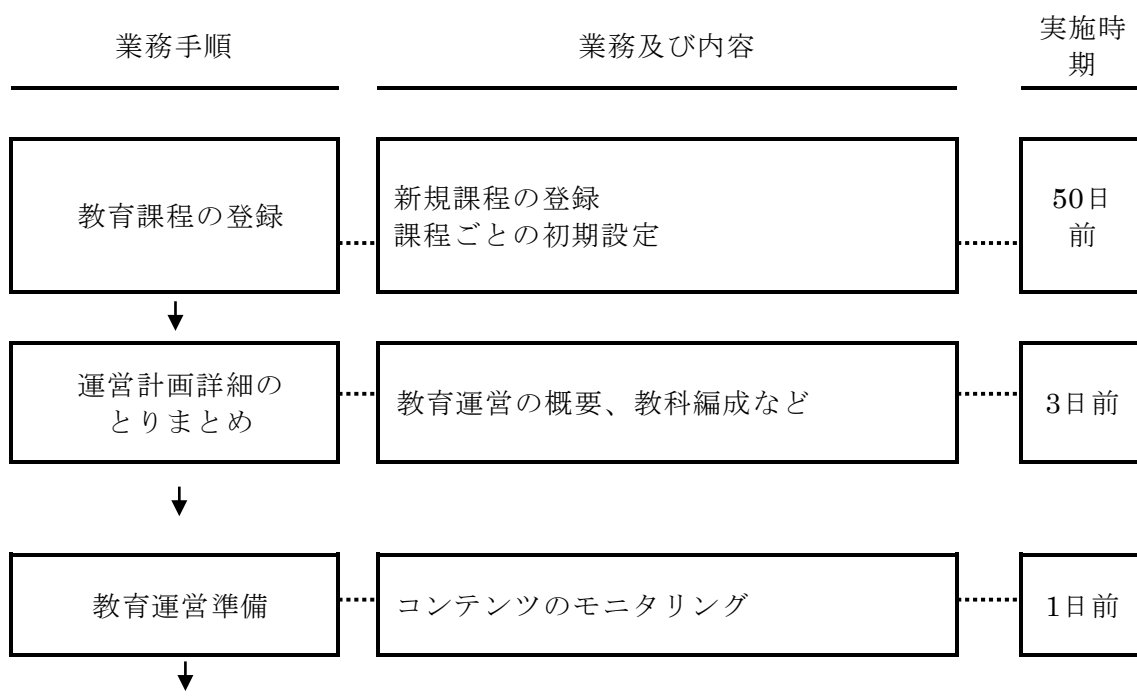 業務手順
業務及び内容
実施時
期
教育課程の登録
新規課程の登録
課程ごとの初期設定
50日
前
運営計画詳細の
とりまとめ
教育運営の概要、教科編成など
3日前
教育運営準備
コンテンツのモニタリング
1日前